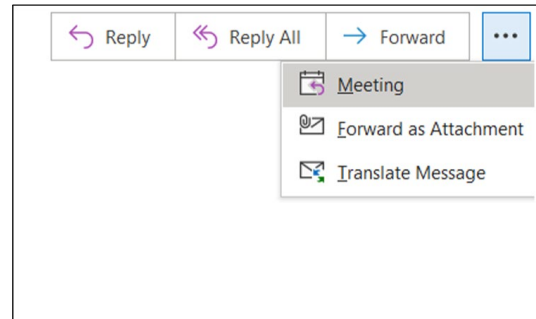 Reply Reply All Forward
Meeting
Forward as Attachment
Translate Message